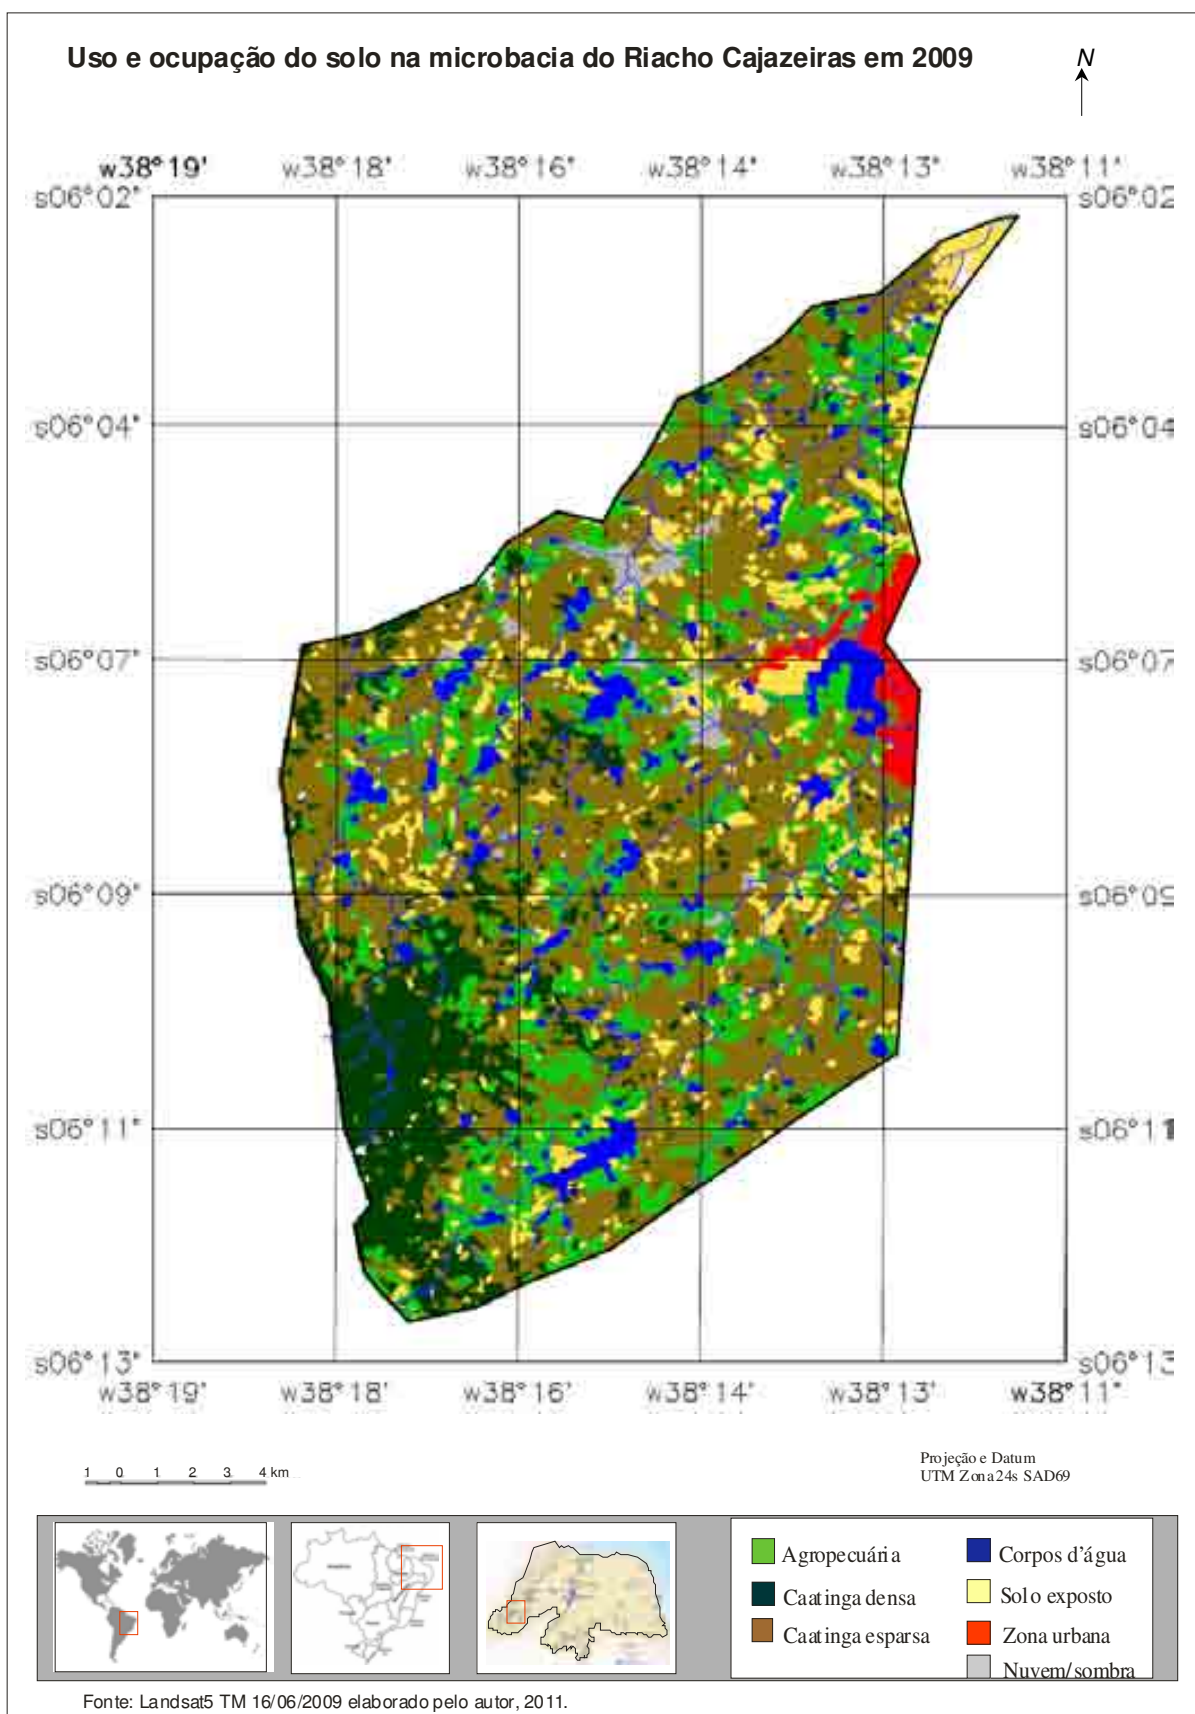 Uso e ocupação do solo na microbacia do Riacho Cajazeiras em 2009
N
w38°19' w38°18' w38°16' w38°14' w38°13' w38°11'
s06°02' s06°02
s06°04' s06°04
s06°07' s06°07
s06°09' s06°09
s06°11' s06°11
s06°13' s06°13
w38°19' w38°18' w38°16' w38°14' w38°13' w38°11'
Projeção e Datum
1 0 1 2 3 4 km
UTM Zona24s SAD69
Agropecuária Corpos d'água
Caatinga densa Solo exposto
Caatinga esparsa Zona urbana
Nuvem/sombra
Fonte: Landsat5 TM 16/06/2009 elaborado pelo autor, 2011.